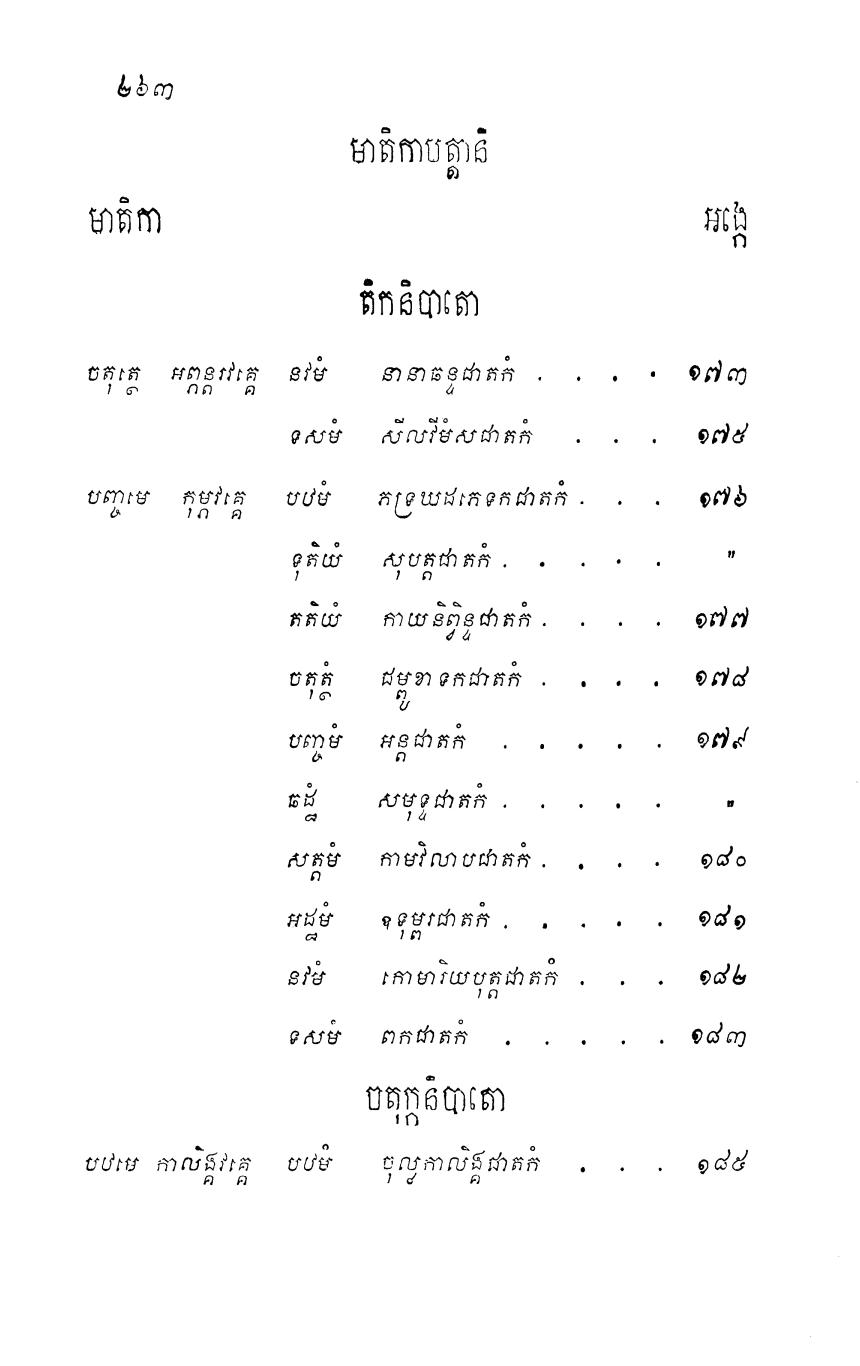 ២៦៣
មាតិកាបត្តានិ
មាតិកា អង្កេ
តិកនិបាតោ
ចតុត្ថេ អព្ភន្តរវគ្គេ នវមំ នានាឆន្ទជាតកំ . . . . ១៧៣
ទសមំ សីលវីមំសជាតកំ . . . ១៧៥
បញ្ចមេ កុម្ភវគ្គេ បឋមំ ភទ្រឃដភេទកជាតកំ . . . ១៧៦
ទុតិយំ សុបត្តជាតកំ . . . . . "
តតិយំ កាយនិព្វិន្ទជាតកំ . . . . ១៧៧
ចតុត្ថំ ជម្ពូខាទកជាតកំ . . . . ១៧៨
បញ្ចមំ អន្តជាតកំ . . . . . ១៧៩
ឆដ្ឋំ សមុទ្ទជាតកំ . . . . . "
សត្តមំ កាមវិលាបជាតកំ . . . . ១៨០
អដ្ឋមំ ឧទុម្ពរជាតកំ . . . . . ១៨១
នវមំ កោមារិយបុត្តជាតកំ . . . ១៨២
ទសមំ ពកជាតកំ . . . . . ១៨៣
ចតុក្កនិបាតោ
បឋមេ កាលិង្គវគ្គេ បឋមំ ចុល្លកាលិង្គជាតកំ . . . ១៨៥